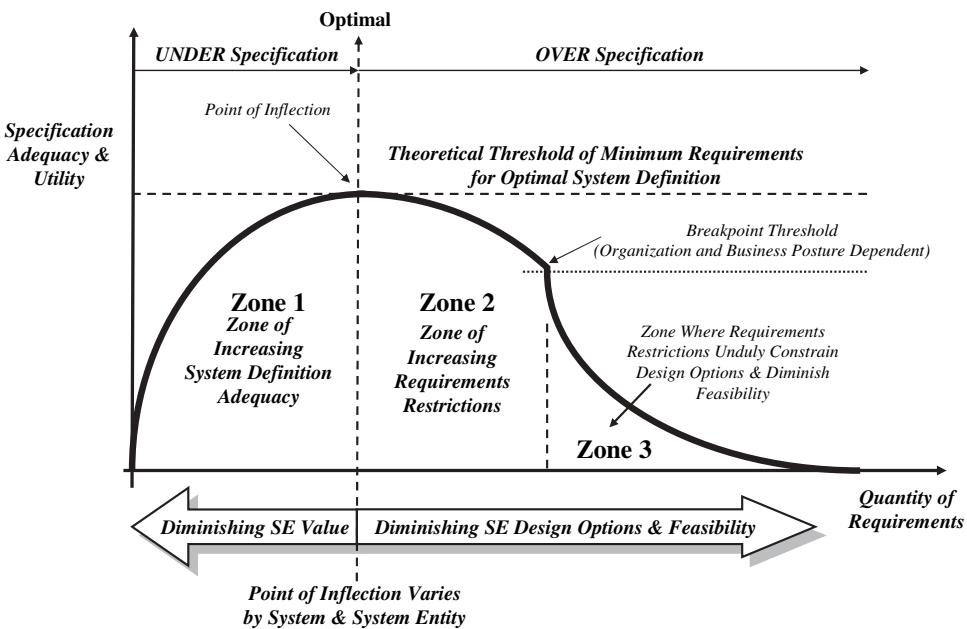 Optimal
UNDER Specification
OVER Specification
Point of Inflection
Specification
Adequacy &
Utility
Theoretical Threshold of Minimum Requirements
for Optimal System Definition
Breakpoint Threshold
(Organization and Business Posture Dependent)
Zone 1
Zone of
Increasing
System Definition
Adequacy
Zone 2
Zone of
Increasing
Requirements
Restrictions
Zone Where Requirements
Restrictions Unduly Constrain
Design Options & Diminish
Feasibility
Zone 3
Quantity of
Requirements
Diminishing SE Value
Diminishing SE Design Options & Feasibility
Point of Inflection Varies
by System & System Entity